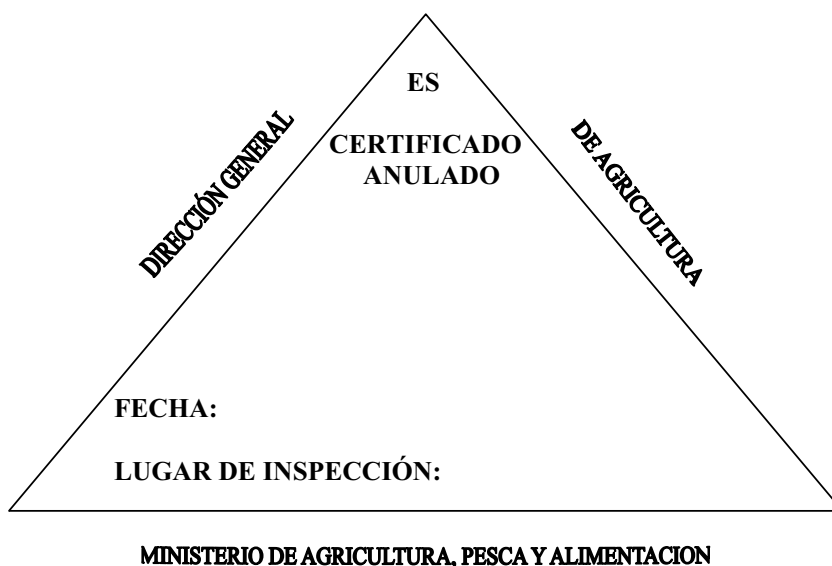 ES
CERTIFICADO
ANULADO
DIRECCIÓN GENERAL
DE AGRICULTURA
FECHA:
LUGAR DE INSPECCIÓN:
MINISTERIO DE AGRICULTURA, PESCA Y ALIMENTACION